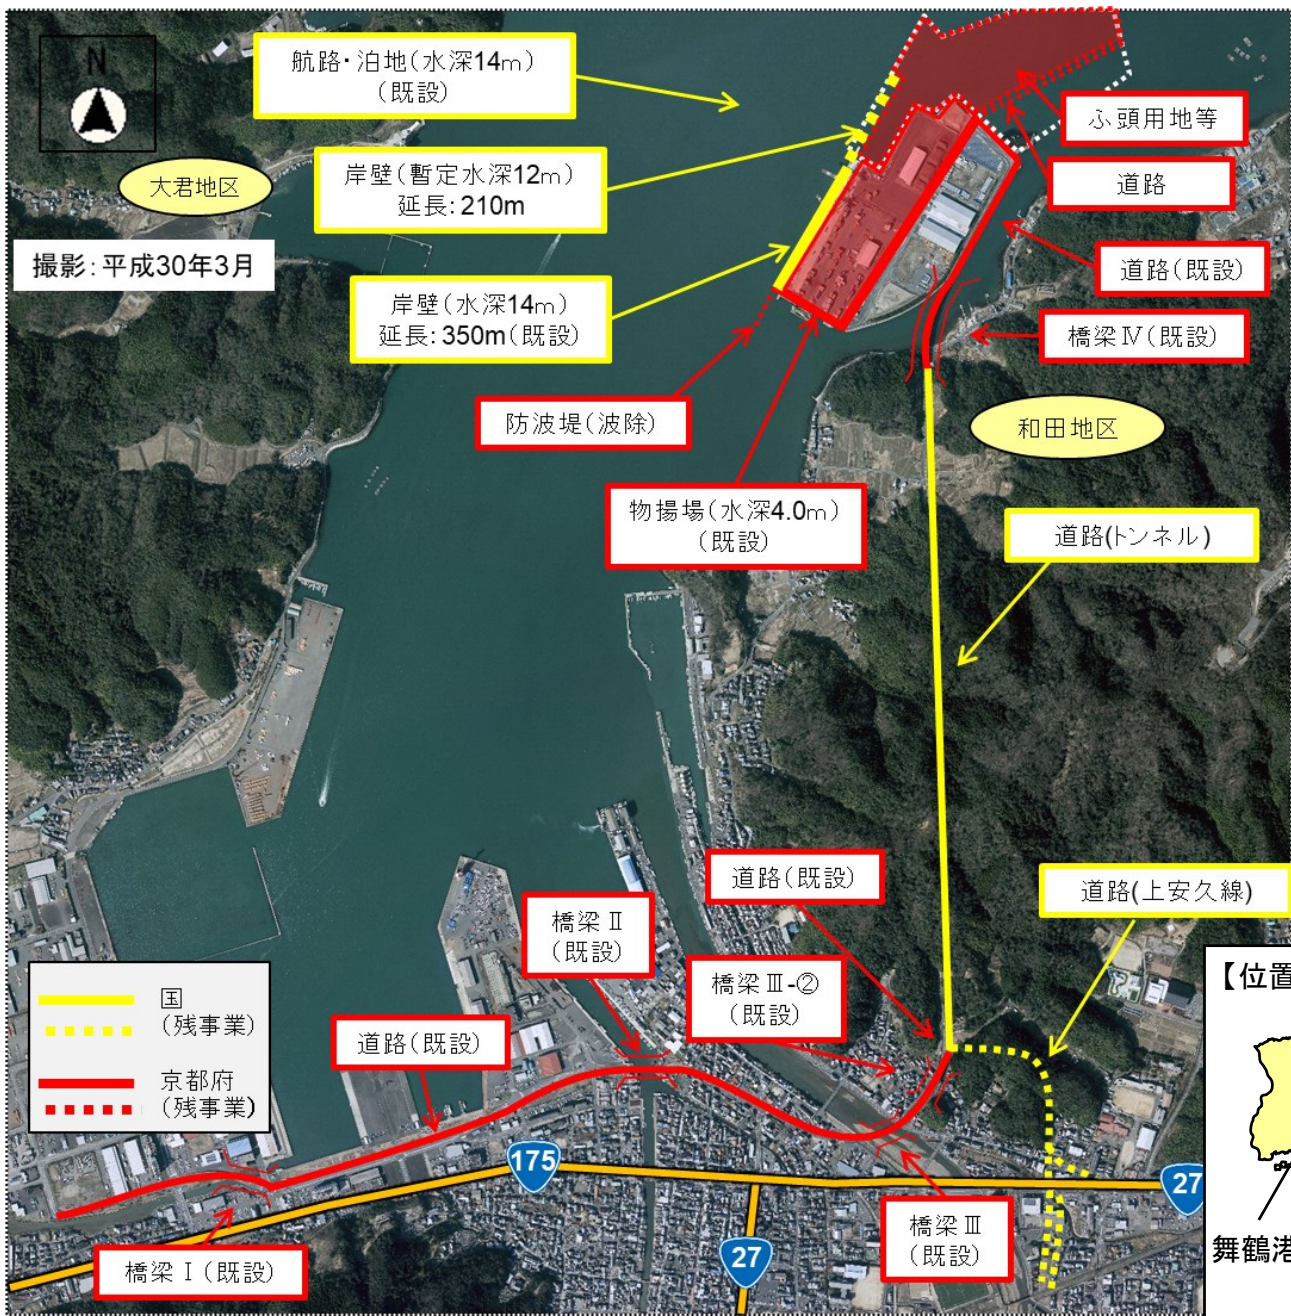 N
航路・泊地(水深14m)
(既設)
ふ頭用地等
大君地区
岸壁(暫定水深12m)
延長:210m
道路
撮影:平成30年3月
道路(既設)
岸壁(水深14m)
延長:350m(既設)
橋梁Ⅳ(既設)
防波堤(波除)
和田地区
物揚場(水深4.0m)
(既設)
道路(トンネル)
道路(既設)
道路(上安久線)
橋梁Ⅱ
(既設)
橋梁Ⅲ-②
(既設)
【位置
国
(残事業)
京都府
(残事業)
道路(既設)
175
27
橋梁Ⅲ
(既設)
27
橋梁Ⅰ(既設)
舞鶴港